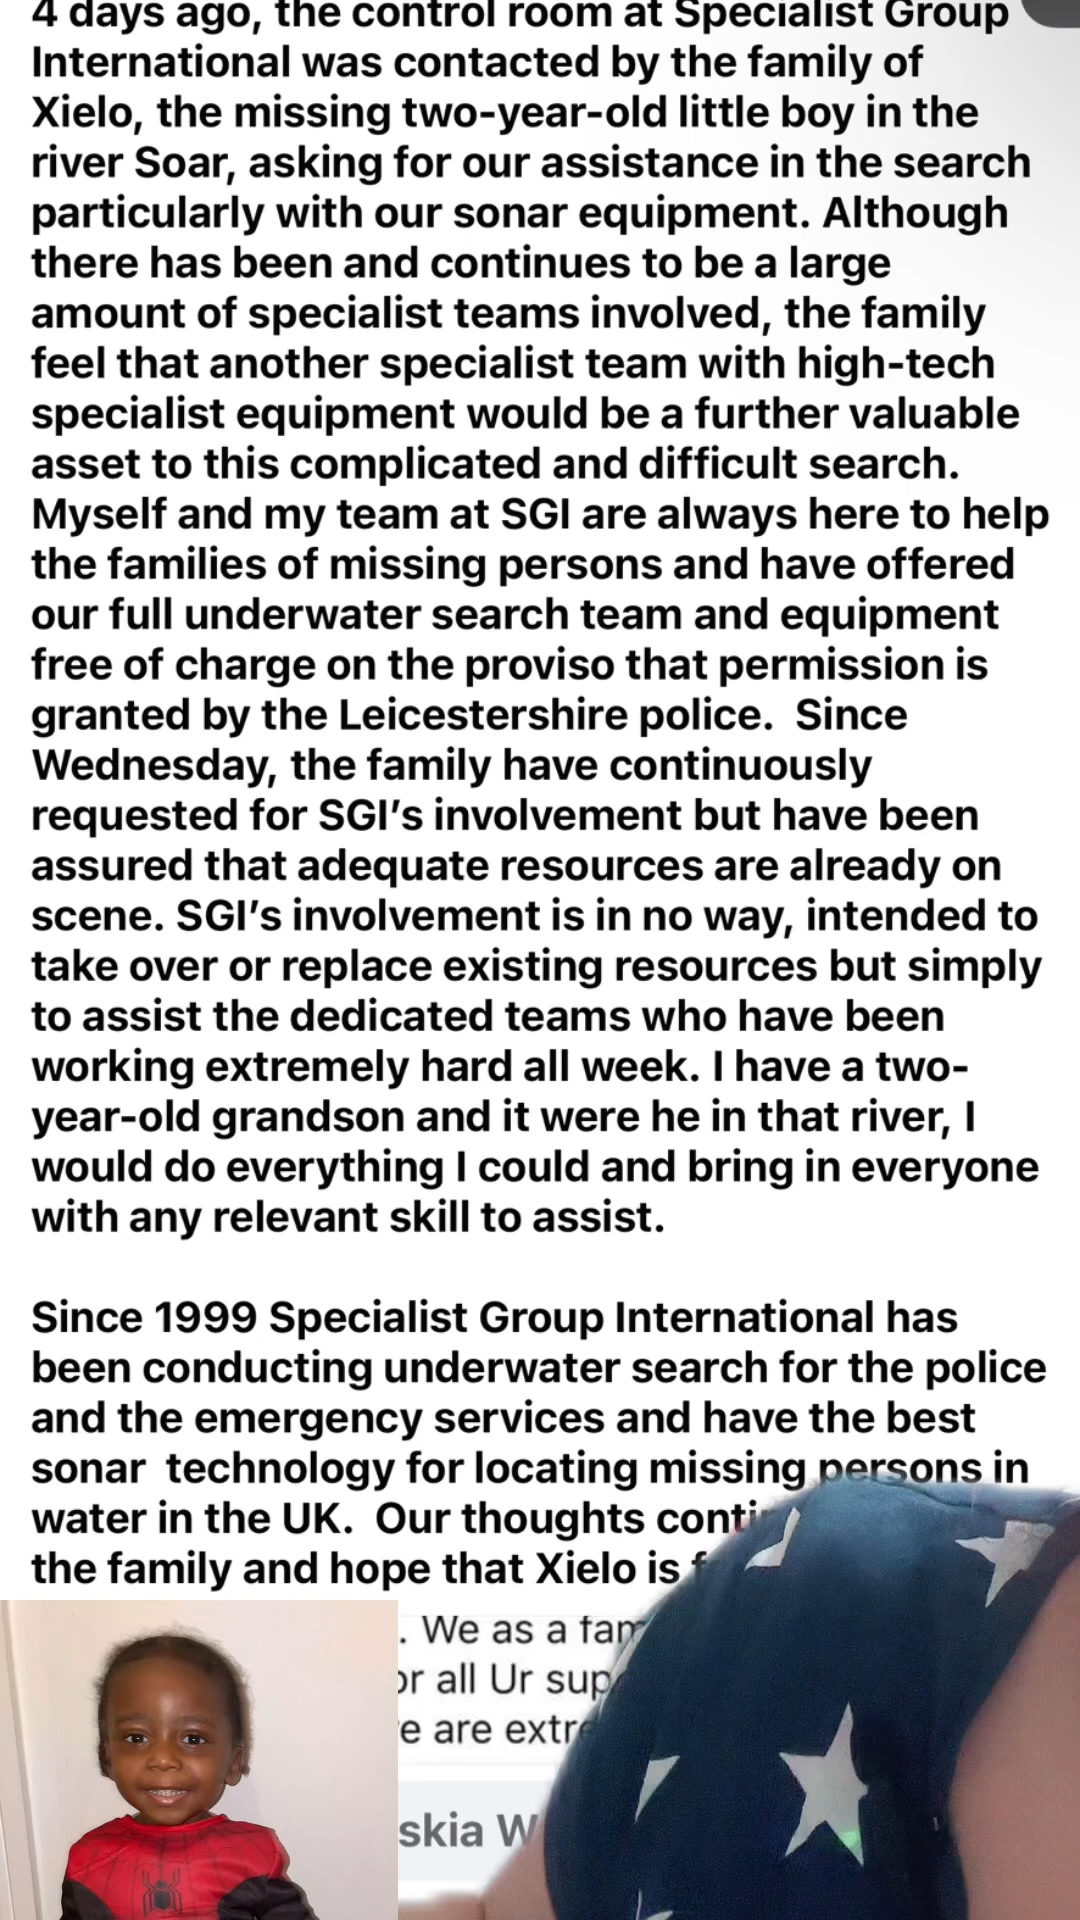 4 days ago, the control room at Specialist Group
International was contacted by the family of
Xielo, the missing two-year-old little boy in the
river Soar, asking for our assistance in the search
particularly with our sonar equipment. Although
there has been and continues to be a large
amount of specialist teams involved, the family
feel that another specialist team with high-tech
specialist equipment would be a further valuable
asset to this complicated and difficult search.
Myself and my team at SGI are always here to help
the families of missing persons and have offered
our full underwater search team and equipment
free of charge on the proviso that permission is
granted by the Leicestershire police.  Since
Wednesday, the family have continuously
requested for SGI’s involvement but have been
assured that adequate resources are already on
scene. SGI’s involvement is in no way, intended to
take over or replace existing resources but simply
to assist the dedicated teams who have been
working extremely hard all week. I have a two-
year-old grandson and it were he in that river, I
would do everything I could and bring in everyone
with any relevant skill to assist.

Since 1999 Specialist Group International has
been conducting underwater search for the police
and the emergency services and have the best
sonar  technology for locating missing persons in
water in the UK.  Our thoughts
the family and hope that Xielo is
. We as a
all Ur
are